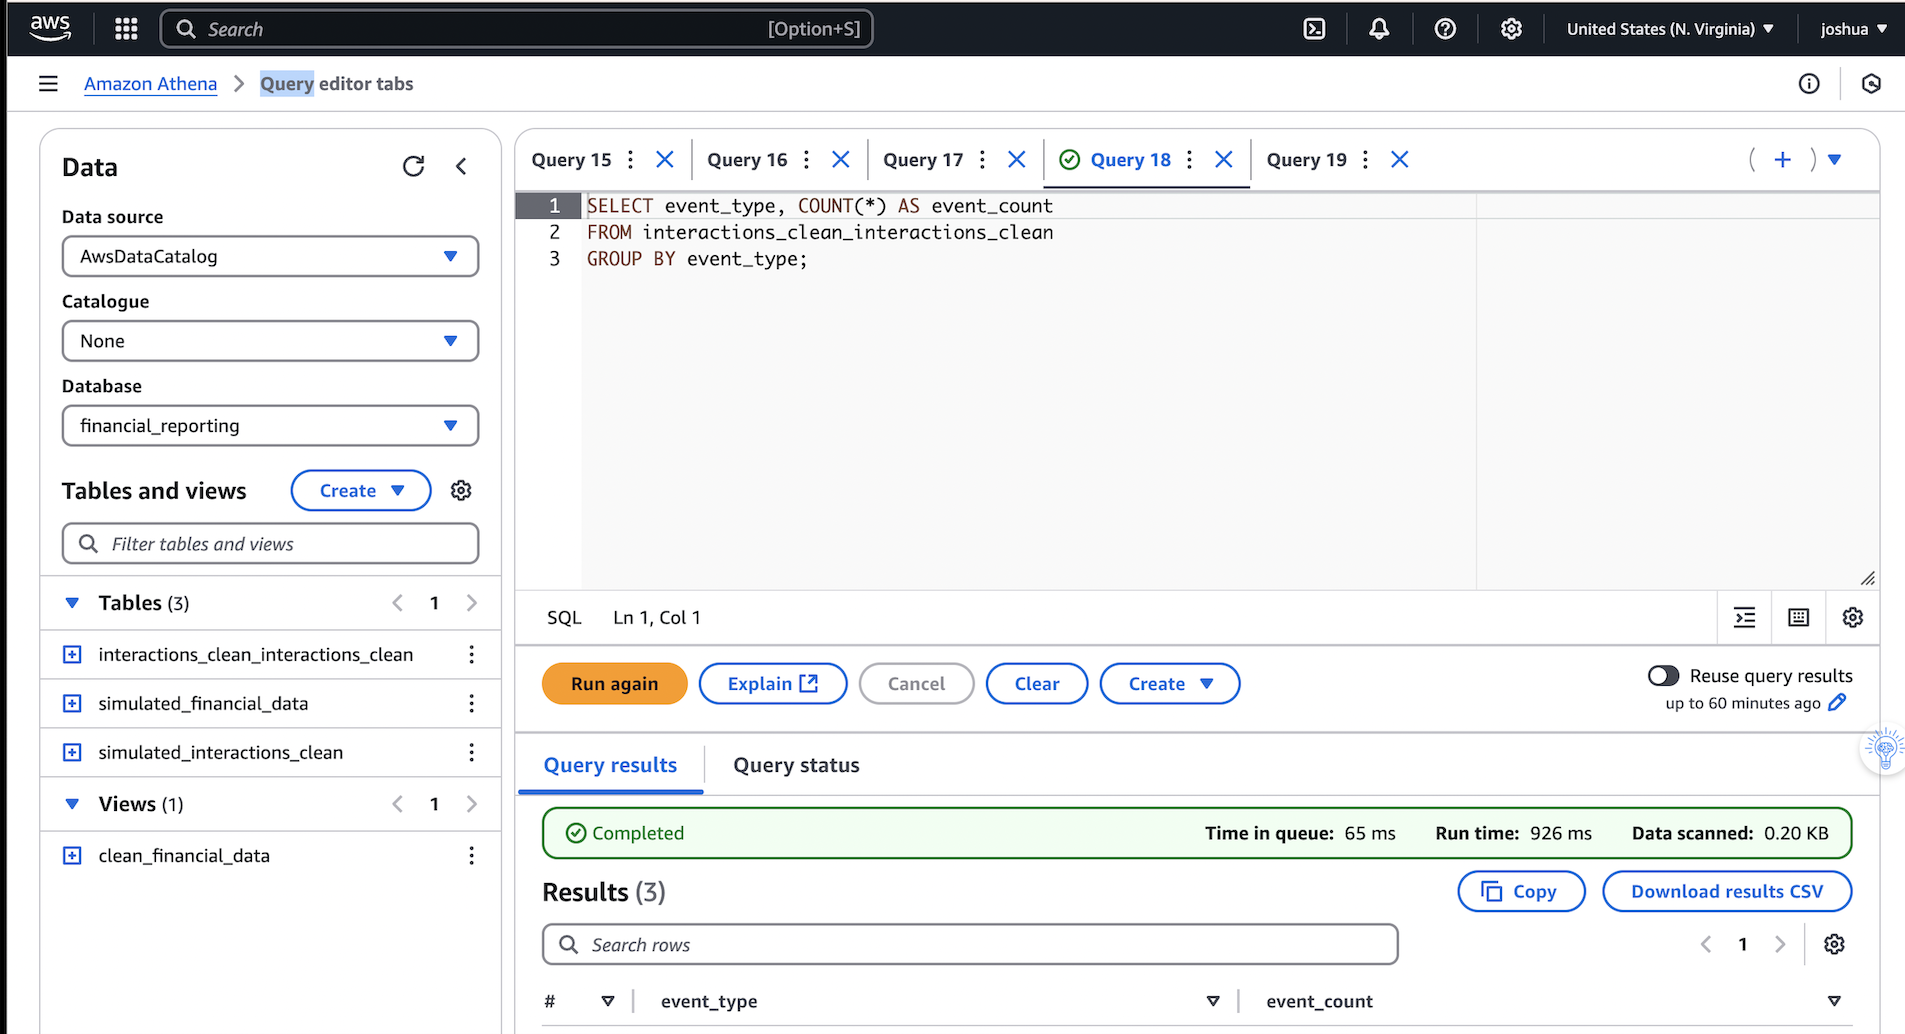 aws
Search [Option+S]
United States (N. Virginia)
joshua
Amazon Athena
Query editor tabs
Data
Data source
AwsDataCatalog
Catalogue
None
Database
financial_reporting
Tables and views
Create
Filter tables and views
Tables (3)
1
interactions_clean_interactions_clean
simulated_financial_data
simulated_interactions_clean
Views (1)
1
clean_financial_data
Query 15
Query 16
Query 17
Query 18
Query 19
1 SELECT event_type, COUNT(*) AS event_count
2 FROM interactions_clean_interactions_clean
3 GROUP BY event_type;
SQL Ln 1, Col 1
Run again
Explain
Cancel
Clear
Create
Reuse query results
up to 60 minutes ago
Query results
Query status
Completed
Time in queue: 65 ms
Run time: 926 ms
Data scanned: 0.20 KB
Results (3)
Copy
Download results CSV
Search rows
1
# event_type event_count